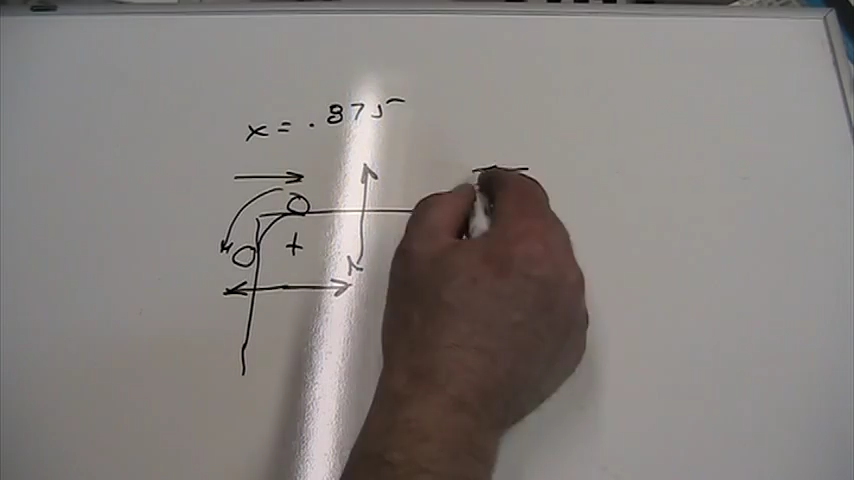 x = .875